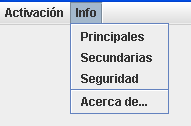 Activación Info
Principales
Secundarias
Seguridad
Acerca de...